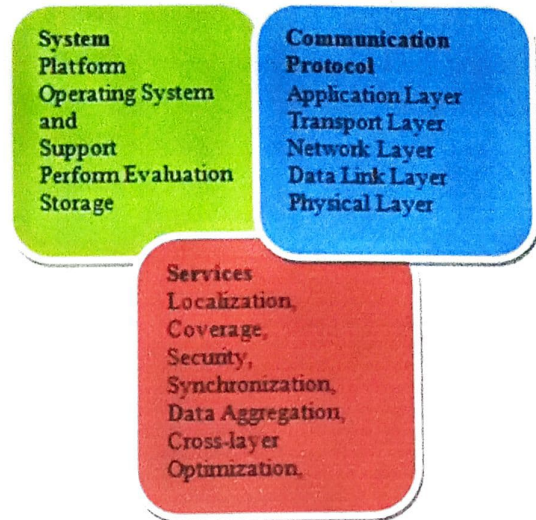 System
Platform
Operating System
and
Support
Perform Evaluation
Storage
Communication
Protocol
Application Layer
Transport Layer
Network Layer
Data Link Layer
Physical Layer
Services
Localization,
Coverage,
Security,
Synchronization,
Data Aggregation,
Cross-layer
Optimization,